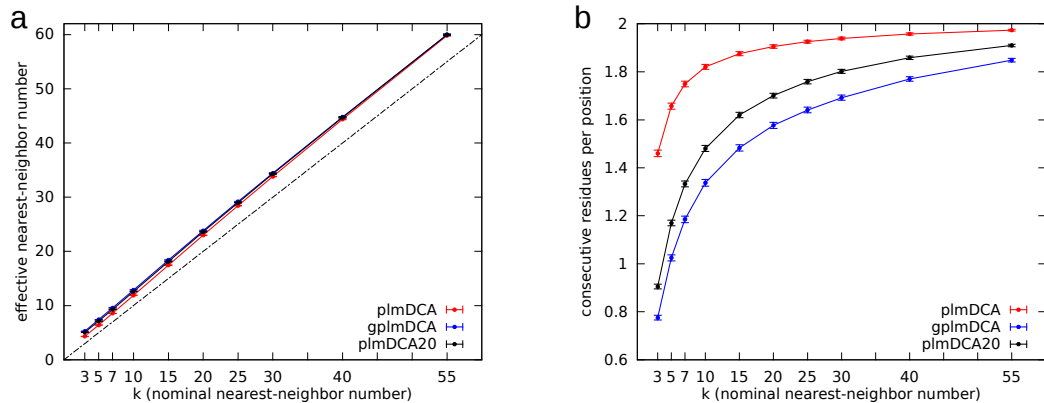 a
effective nearest-neighbor number
60
50
40
30
20
10
0
plmDCA
gplmDCA
plmDCA20
3 5 7 10 15 20 25 30 40 55
k (nominal nearest-neighbor number)
b
consecutive residues per position
2
1.8
1.6
1.4
1.2
1
0.8
0.6
plmDCA
gplmDCA
plmDCA20
3 5 7 10 15 20 25 30 40 55
k (nominal nearest-neighbor number)